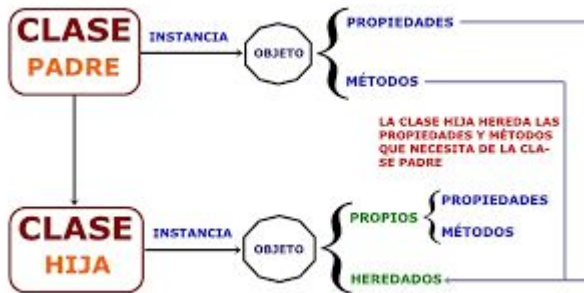 CLASE
PADRE
INSTANCIA
OBJETO
PROPIEDADES
MÉTODOS
LA CLASE HIJA HEREDA LAS
PROPIEDADES Y MÉTODOS
QUE NECESITA DE LA CLA-
SE PADRE
CLASE
HIJA
INSTANCIA
OBJETO
PROPIOS
PROPIEDADES
MÉTODOS
HEREDADOS